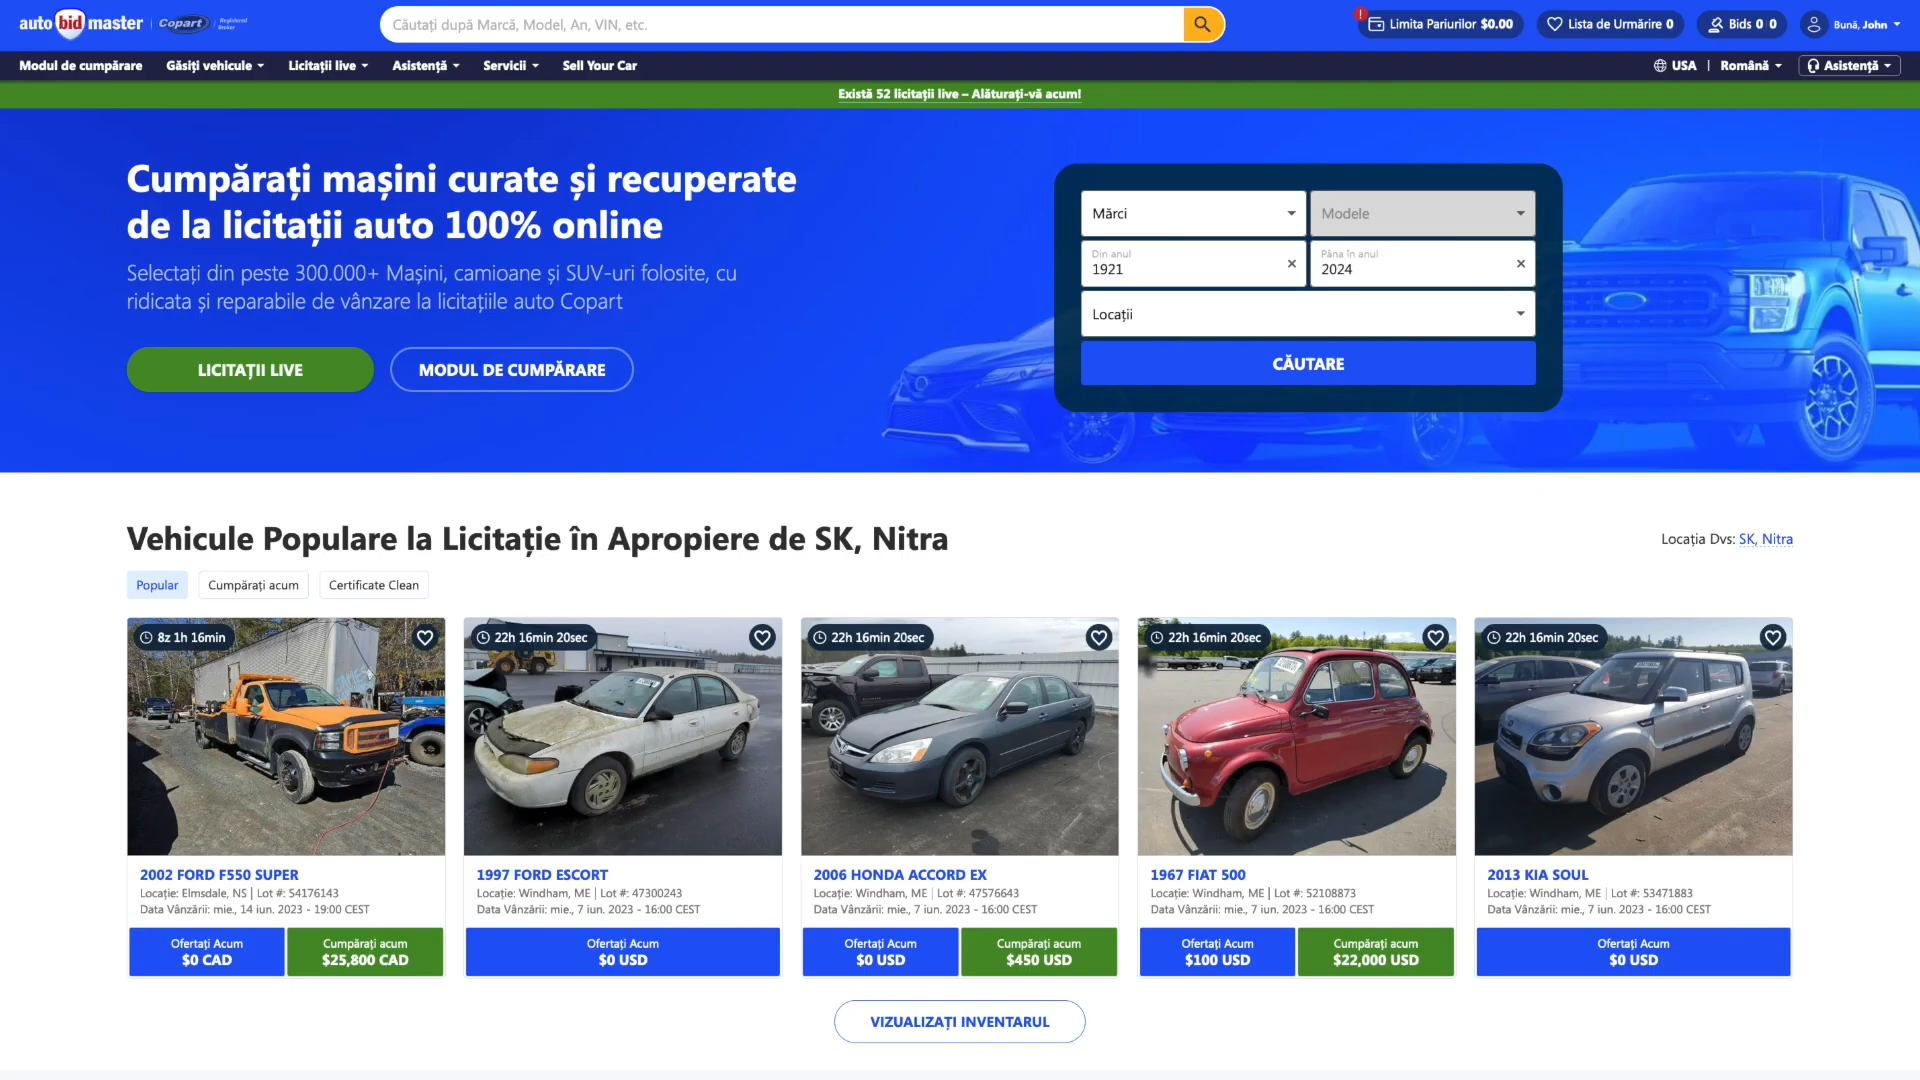 auto bid master Copart Registered Broker
Căutați după Marcă, Model, An, VIN, etc.
! Limita Pariurilor $0.00
Lista de Urmărire 0
Bids 0 0
Bună, John
Modul de cumpărare
Găsiți vehicule
Licitații live
Asistență
Servicii
Sell Your Car
USA | Română
Asistență
Există 52 licitații live – Alăturați-vă acum!
Cumpărați mașini curate și recuperate
de la licitații auto 100% online
Selectați din peste 300.000+ Mașini, camioane și SUV-uri folosite, cu
ridicata și reparabile de vânzare la licitațiile auto Copart
LICITAȚII LIVE
MODUL DE CUMPĂRARE
Mărci
Modele
Din anul
1921
Pâna în anul
2024
Locații
CĂUTARE
Vehicule Populare la Licitație în Apropiere de SK, Nitra
Locația Dvs: SK, Nitra
Popular
Cumpărați acum
Certificate Clean
8z 1h 16min
22h 16min 20sec
22h 16min 20sec
22h 16min 20sec
22h 16min 20sec
2002 FORD F550 SUPER
Locație: Elmsdale, NS | Lot #: 54176143
Data Vânzării: mie., 14 iun. 2023 - 19:00 CEST
Ofertați Acum
$0 CAD
Cumpărați acum
$25,800 CAD
1997 FORD ESCORT
Locație: Windham, ME | Lot #: 47300243
Data Vânzării: mie., 7 iun. 2023 - 16:00 CEST
Ofertați Acum
$0 USD
2006 HONDA ACCORD EX
Locație: Windham, ME | Lot #: 47576643
Data Vânzării: mie., 7 iun. 2023 - 16:00 CEST
Ofertați Acum
$0 USD
Cumpărați acum
$450 USD
1967 FIAT 500
Locație: Windham, ME | Lot #: 52108873
Data Vânzării: mie., 7 iun. 2023 - 16:00 CEST
Ofertați Acum
$100 USD
Cumpărați acum
$22,000 USD
2013 KIA SOUL
Locație: Windham, ME | Lot #: 53471883
Data Vânzării: mie., 7 iun. 2023 - 16:00 CEST
Ofertați Acum
$0 USD
VIZUALIZAȚI INVENTARUL